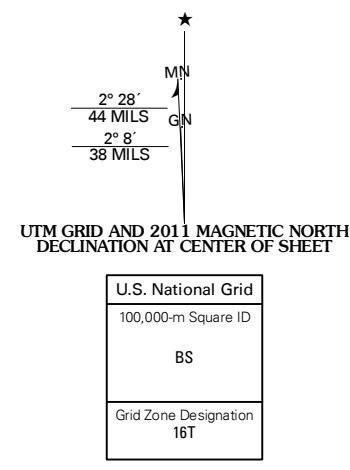 ★
MN
2° 28´
44 MILS
GN
2° 8´
38 MILS
UTM GRID AND 2011 MAGNETIC NORTH
DECLINATION AT CENTER OF SHEET
U.S. National Grid
100,000-m Square ID
BS
Grid Zone Designation
16T